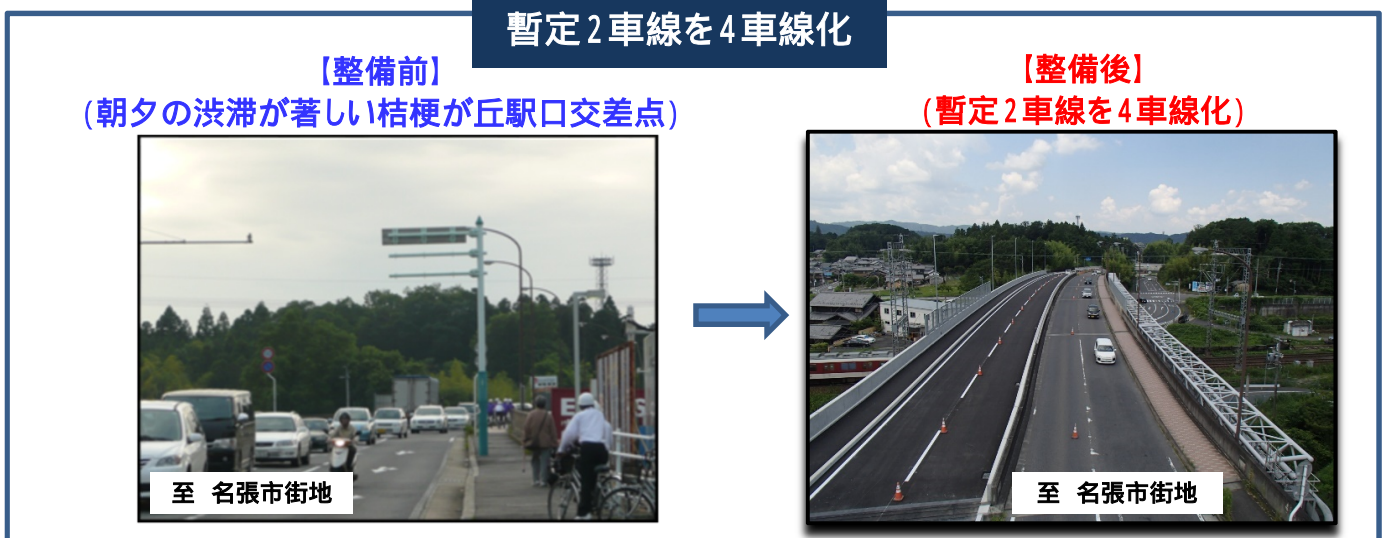 暫定2車線を4車線化
【整備前】
(朝夕の渋滞が著しい桔梗が丘駅口交差点)
【整備後】
(暫定2車線を4車線化)
至 名張市街地
至 名張市街地